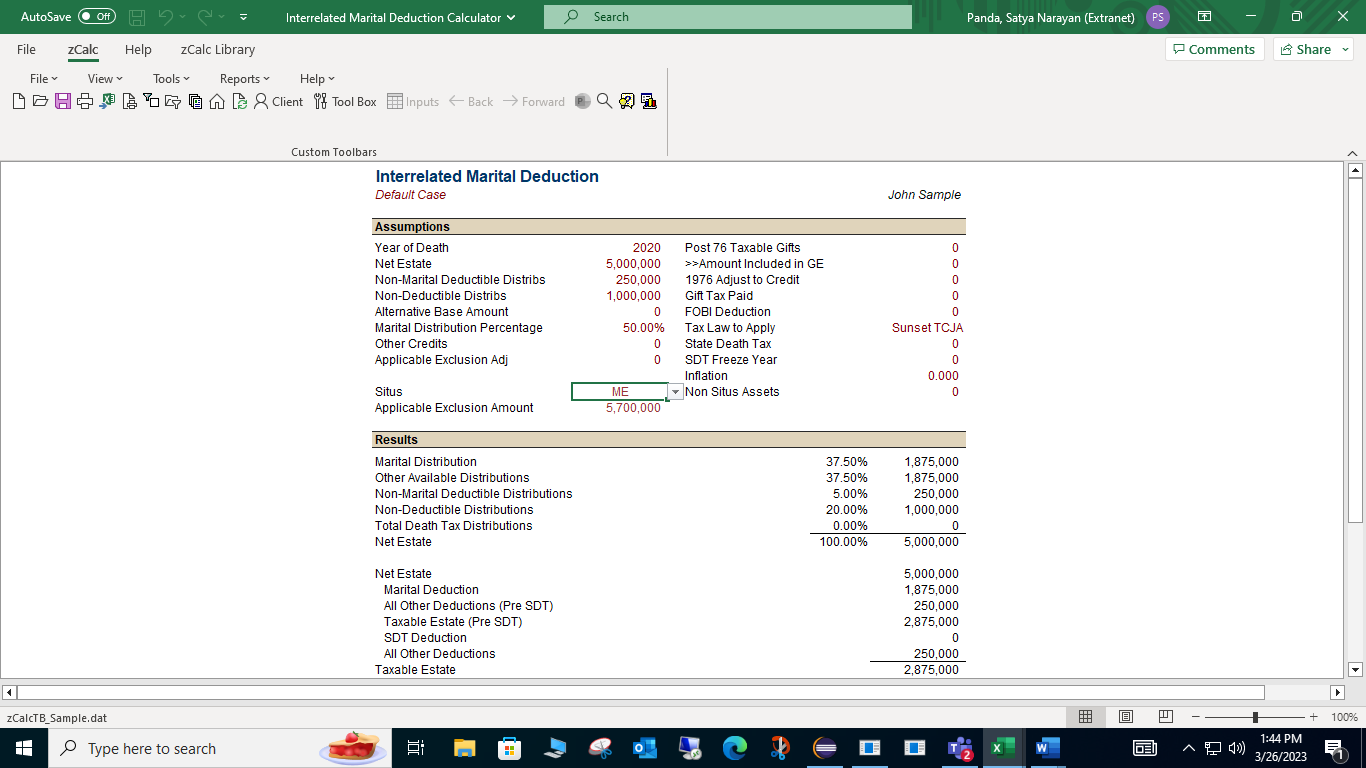 AutoSave Off Interrelated Marital Deduction Calculator Search Panda, Satya Narayan (Extranet) PS
File zCalc Help zCalc Library Comments Share
File View Tools Reports Help
Client Tool Box Inputs Back Forward
Custom Toolbars
Interrelated Marital Deduction
Default Case John Sample
Assumptions
Year of Death 2020 Post 76 Taxable Gifts 0
Net Estate 5,000,000 >>Amount Included in GE 0
Non-Marital Deductible Distribs 250,000 1976 Adjust to Credit 0
Non-Deductible Distribs 1,000,000 Gift Tax Paid 0
Alternative Base Amount 0 FOBI Deduction 0
Marital Distribution Percentage 50.00% Tax Law to Apply Sunset TCJA
Other Credits 0 State Death Tax 0
Applicable Exclusion Adj 0 SDT Freeze Year 0
Inflation 0.000
Situs ME Non Situs Assets 0
Applicable Exclusion Amount 5,700,000
Results
Marital Distribution 37.50% 1,875,000
Other Available Distributions 37.50% 1,875,000
Non-Marital Deductible Distributions 5.00% 250,000
Non-Deductible Distributions 20.00% 1,000,000
Total Death Tax Distributions 0.00% 0
Net Estate 100.00% 5,000,000
Net Estate 5,000,000
Marital Deduction 1,875,000
All Other Deductions (Pre SDT) 250,000
Taxable Estate (Pre SDT) 2,875,000
SDT Deduction 0
All Other Deductions 250,000
Taxable Estate 2,875,000
zCalcTB_Sample.dat 100%
Type here to search 2 1:44 PM
3/26/2023 1